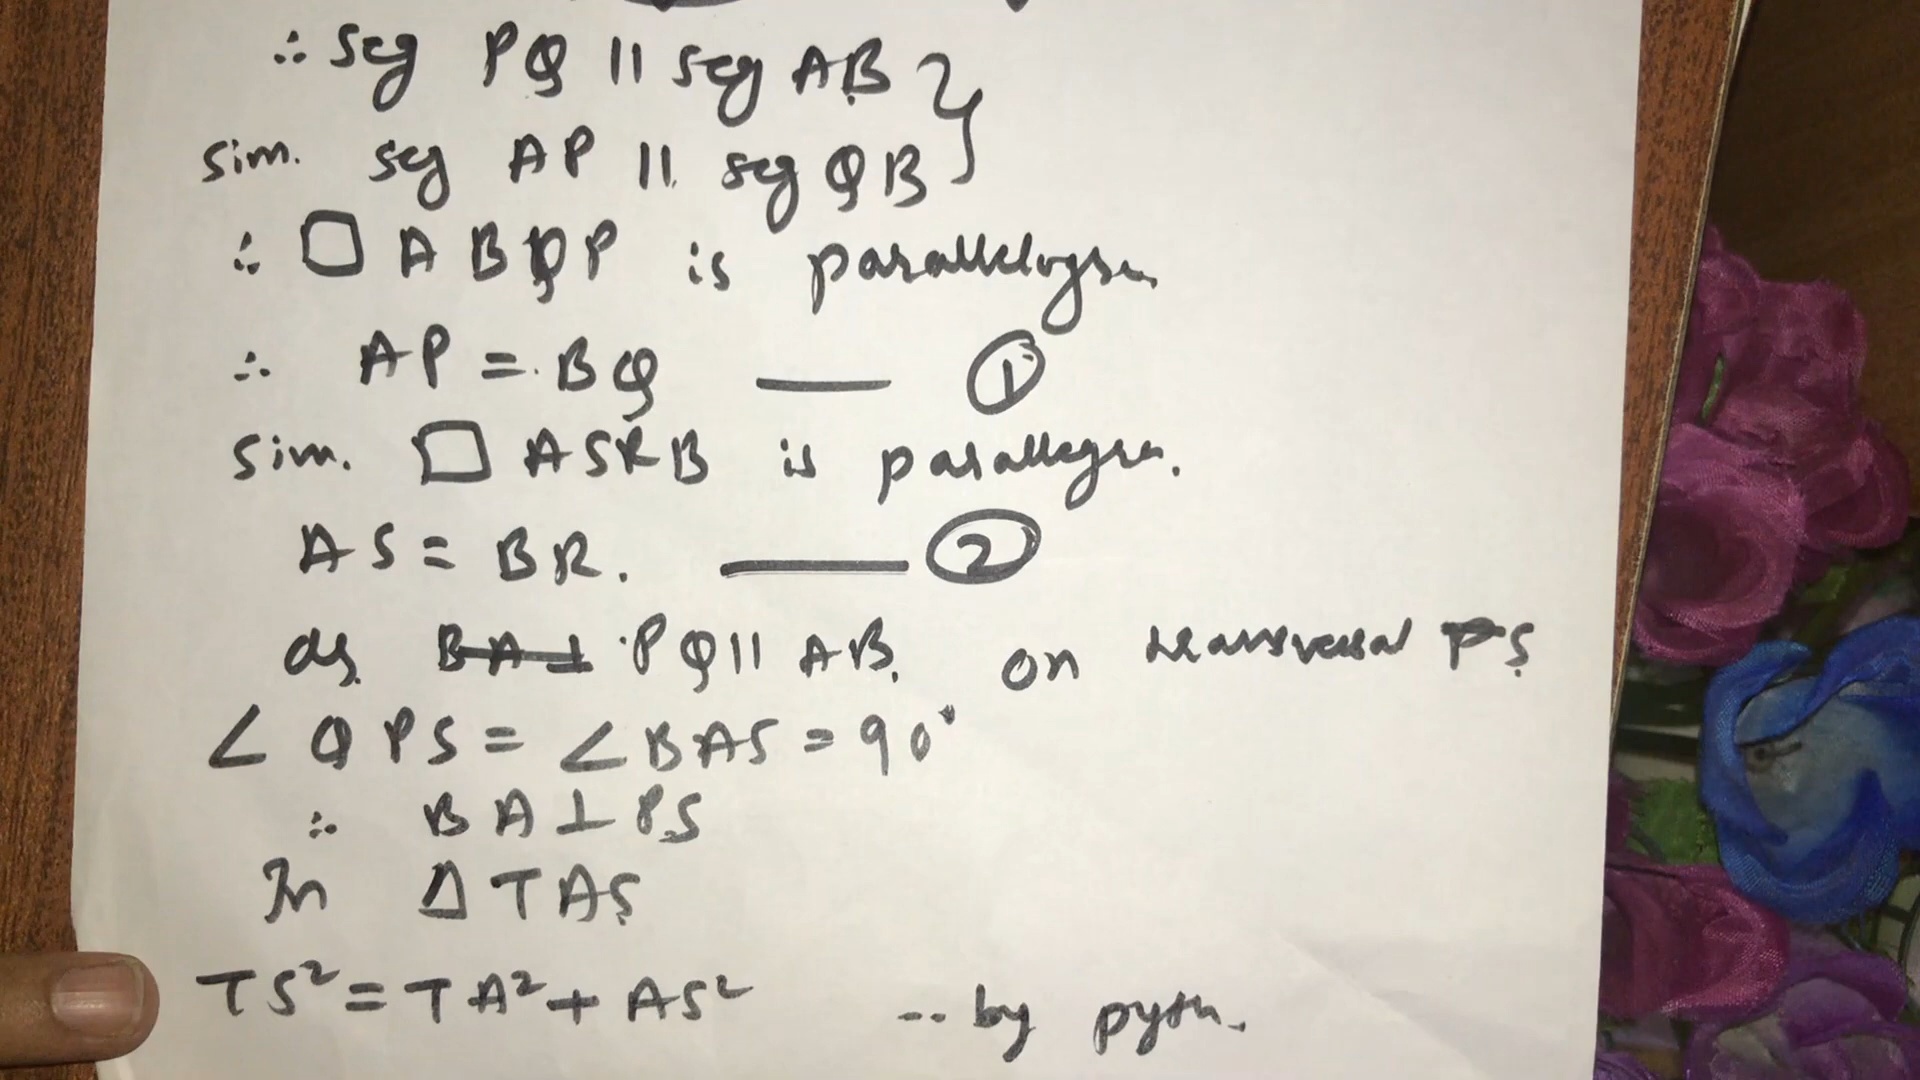 ∴ seg PQ || seg AB }
sim. seg AP || seg QB
∴ □ ABQP is parallelogra
∴ AP = BQ — ①
sim. □ ASRB is parallegra.
AS = BR. — ②
as PQ || AB. on transversal PS
∠QPS = ∠BAS = 90°
∴ BA ⊥ PS
In Δ TAS
TS² = TA² + AS² .. by pyth.